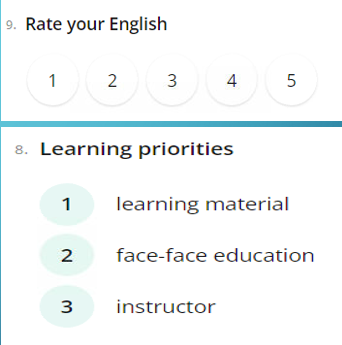 9. Rate your English
1 2 3 4 5
8. Learning priorities
1 learning material
2 face-face education
3 instructor